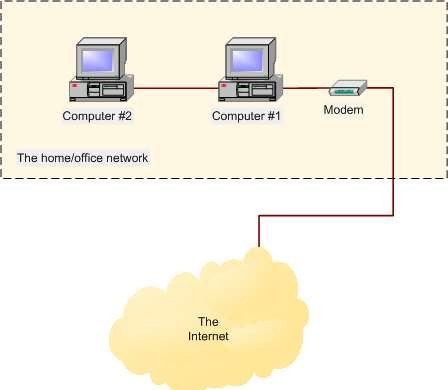 Computer #2
Computer #1
Modem
The home/office network
The
Internet